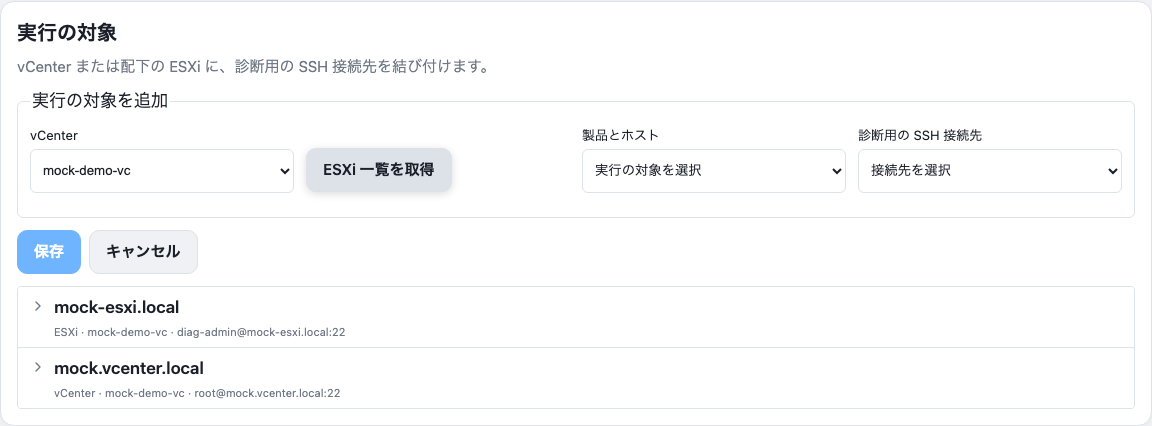 実行の対象
vCenter または配下の ESXi に、診断用の SSH 接続先を結び付けます。
実行の対象を追加
vCenter
製品とホスト
診断用の SSH 接続先
mock-demo-vc
ESXi 一覧を取得
実行の対象を選択
接続先を選択
保存
キャンセル
mock-esxi.local
ESXi · mock-demo-vc · diag-admin@mock-esxi.local:22
mock.vcenter.local
vCenter · mock-demo-vc · root@mock.vcenter.local:22